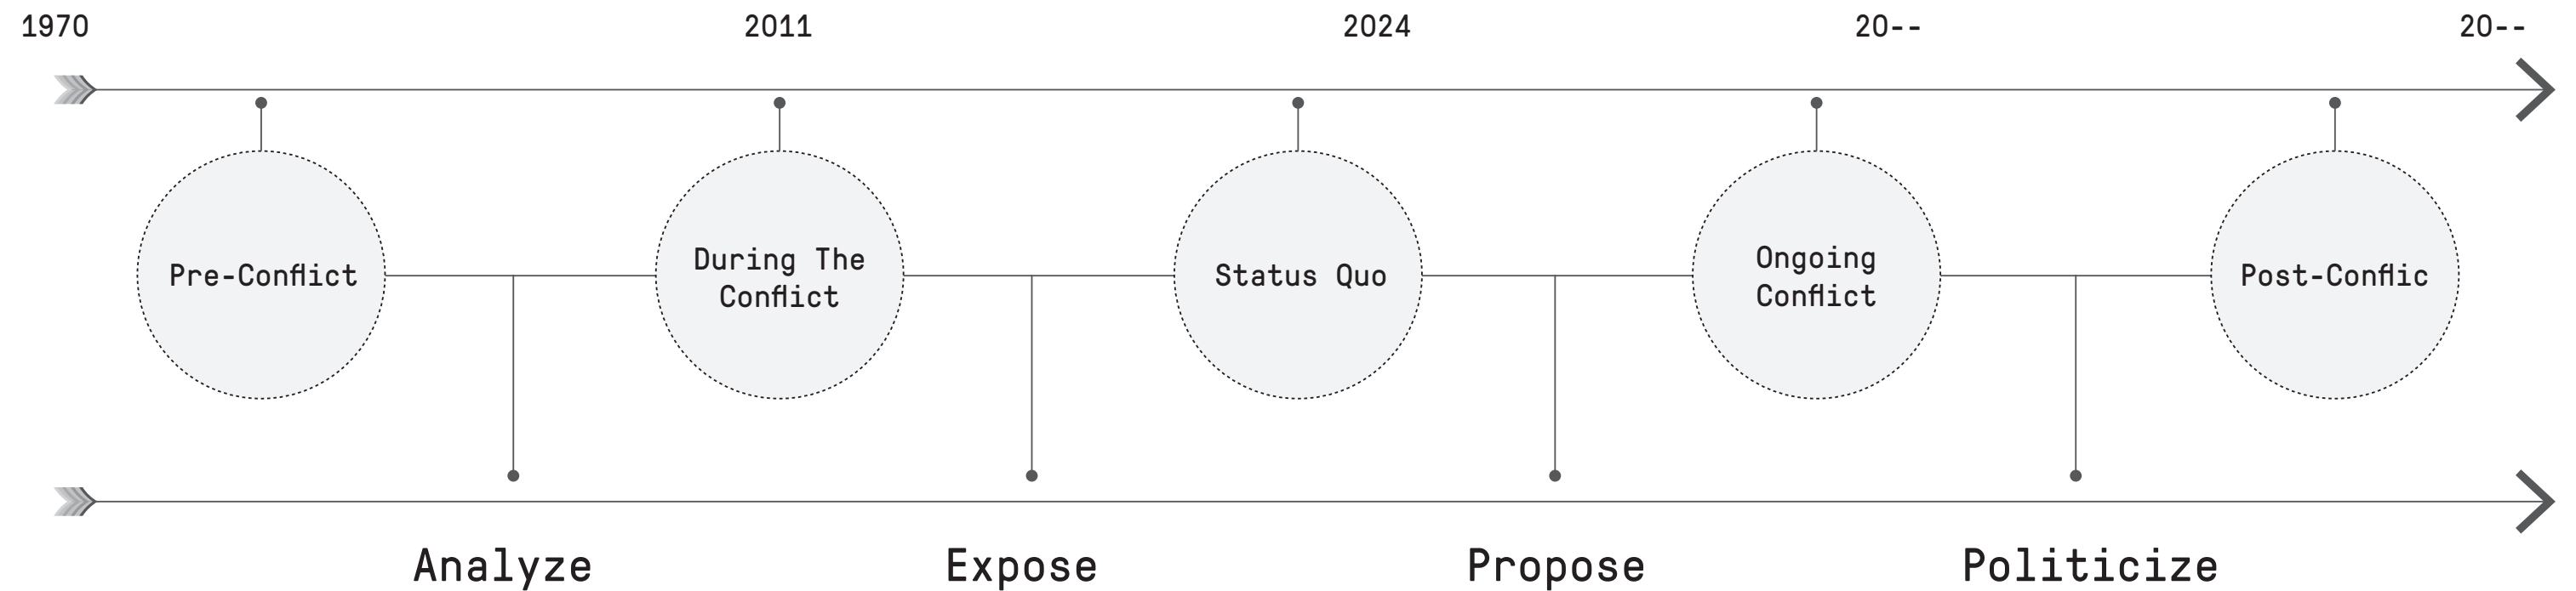 1970 2011 2024 20-- 20--
Pre-Conflict
During The
Conflict
Status Quo
Ongoing
Conflict
Post-Conflic
Analyze Expose Propose Politicize